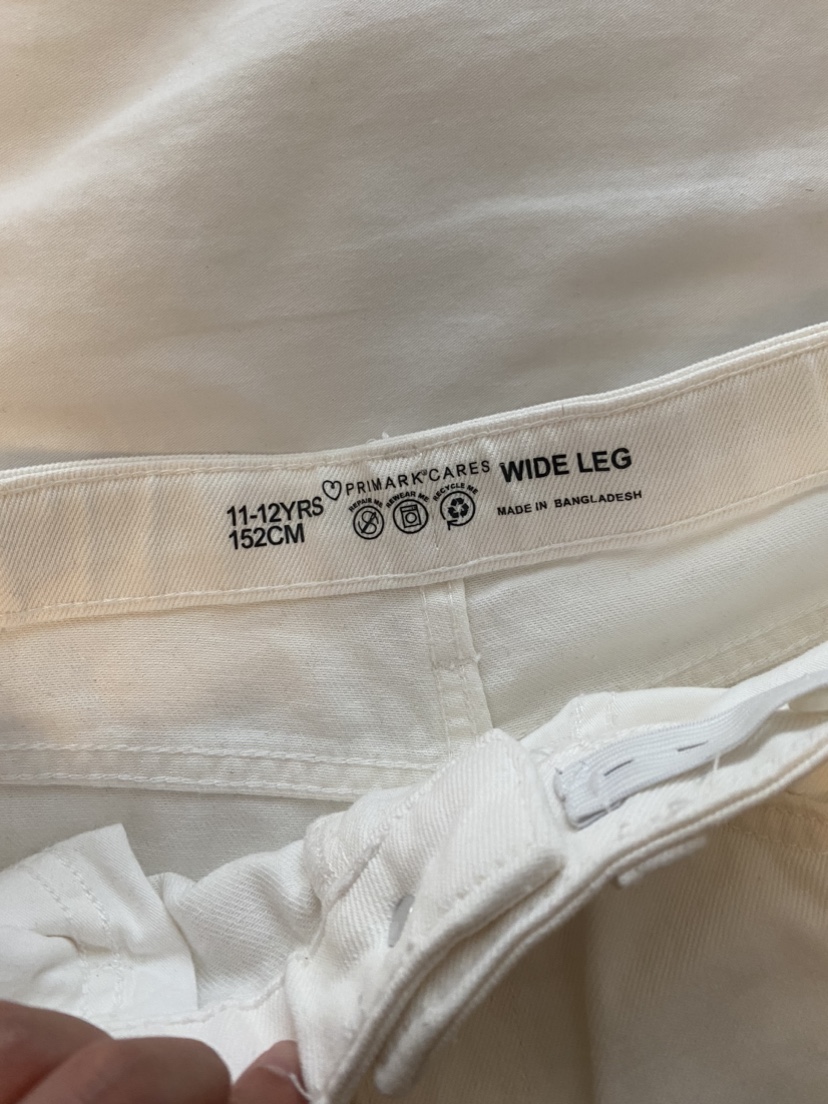 11-12YRS
152CM
PRIMARK®CARES
REPAIR ME
REWEAR ME
RECYCLE ME
WIDE LEG
MADE IN BANGLADESH